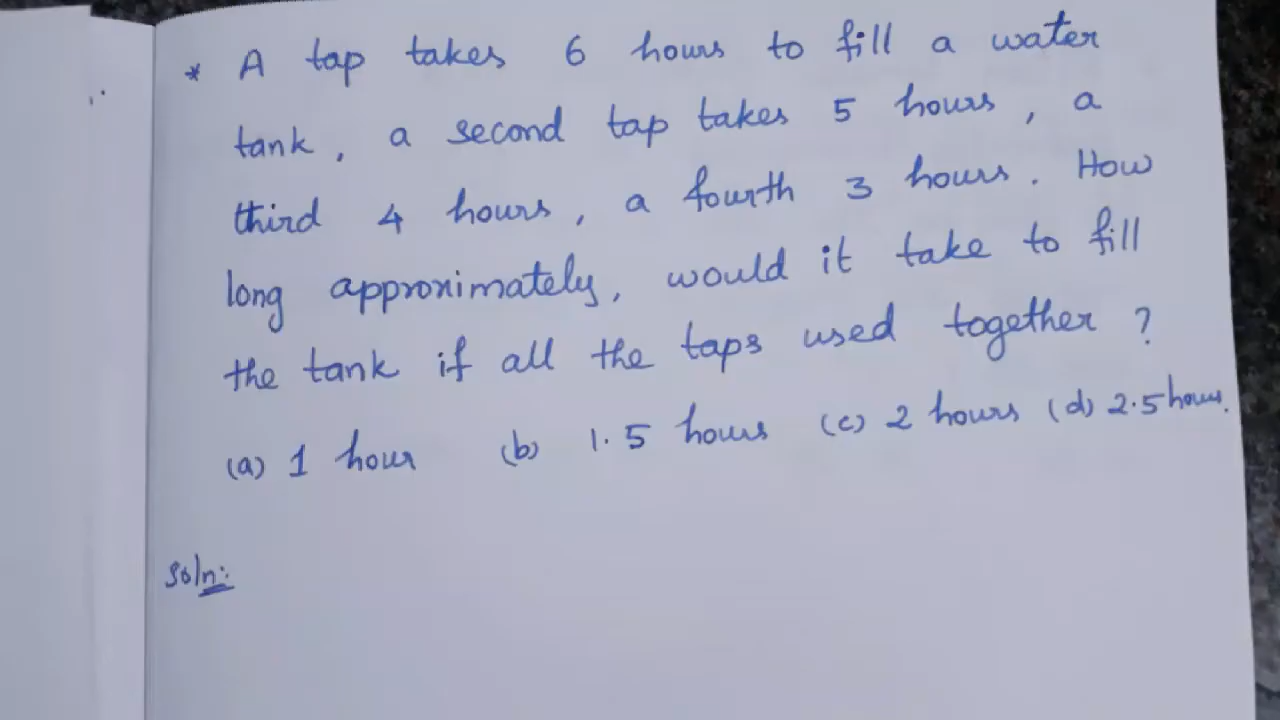 * A tap takes 6 hours to fill a water
tank, a second tap takes 5 hours, a
third 4 hours, a fourth 3 hours. How
long approximately, would it take to fill
the tank if all the taps used together?
(a) 1 hour (b) 1.5 hours (c) 2 hours (d) 2.5 hours.
Soln: